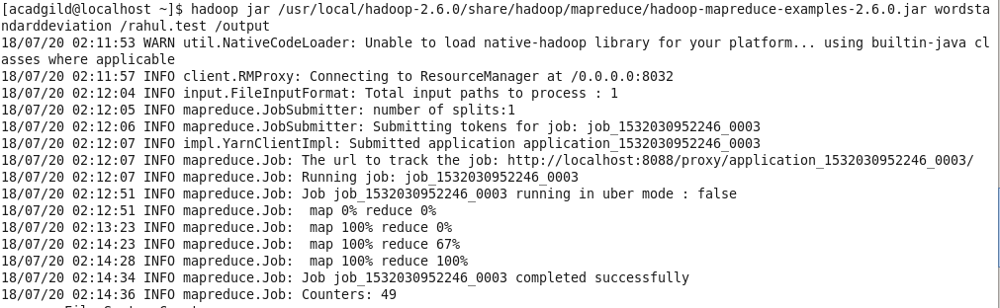 [acadgild@localhost ~]$ hadoop jar /usr/local/hadoop-2.6.0/share/hadoop/mapreduce/hadoop-mapreduce-examples-2.6.0.jar wordsta
ndarddeviation /rahul.test /output
18/07/20 02:11:53 WARN util.NativeCodeLoader: Unable to load native-hadoop library for your platform... using builtin-java cl
asses where applicable
18/07/20 02:11:57 INFO client.RMProxy: Connecting to ResourceManager at /0.0.0.0:8032
18/07/20 02:12:04 INFO input.FileInputFormat: Total input paths to process : 1
18/07/20 02:12:05 INFO mapreduce.JobSubmitter: number of splits:1
18/07/20 02:12:06 INFO mapreduce.JobSubmitter: Submitting tokens for job: job_1532030952246_0003
18/07/20 02:12:07 INFO impl.YarnClientImpl: Submitted application application_1532030952246_0003
18/07/20 02:12:07 INFO mapreduce.Job: The url to track the job: http://localhost:8088/proxy/application_1532030952246_0003/
18/07/20 02:12:07 INFO mapreduce.Job: Running job: job_1532030952246_0003
18/07/20 02:12:51 INFO mapreduce.Job: Job job_1532030952246_0003 running in uber mode : false
18/07/20 02:12:51 INFO mapreduce.Job:  map 0% reduce 0%
18/07/20 02:13:23 INFO mapreduce.Job:  map 100% reduce 0%
18/07/20 02:14:23 INFO mapreduce.Job:  map 100% reduce 67%
18/07/20 02:14:28 INFO mapreduce.Job:  map 100% reduce 100%
18/07/20 02:14:34 INFO mapreduce.Job: Job job_1532030952246_0003 completed successfully
18/07/20 02:14:36 INFO mapreduce.Job: Counters: 49